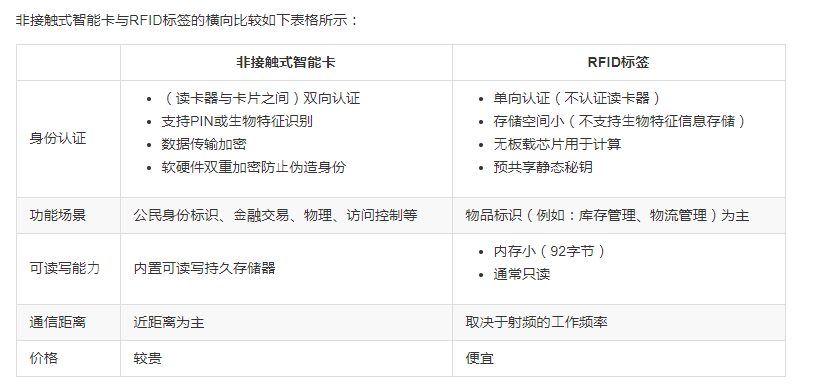 非接触式智能卡与RFID标签的横向比较如下表格所示：
非接触式智能卡 RFID标签
身份认证
• （读卡器与卡片之间）双向认证
• 支持PIN或生物特征识别
• 数据传输加密
• 软硬件双重加密防止伪造身份
• 单向认证（不认证读卡器）
• 存储空间小（不支持生物特征信息存储）
• 无板载芯片用于计算
• 预共享静态秘钥
功能场景 公民身份标识、金融交易、物理、访问控制等 物品标识（例如：库存管理、物流管理）为主
可读写能力 内置可读写持久存储器
• 内存小（92字节）
• 通常只读
通信距离 近距离为主 取决于射频的工作频率
价格 较贵 便宜